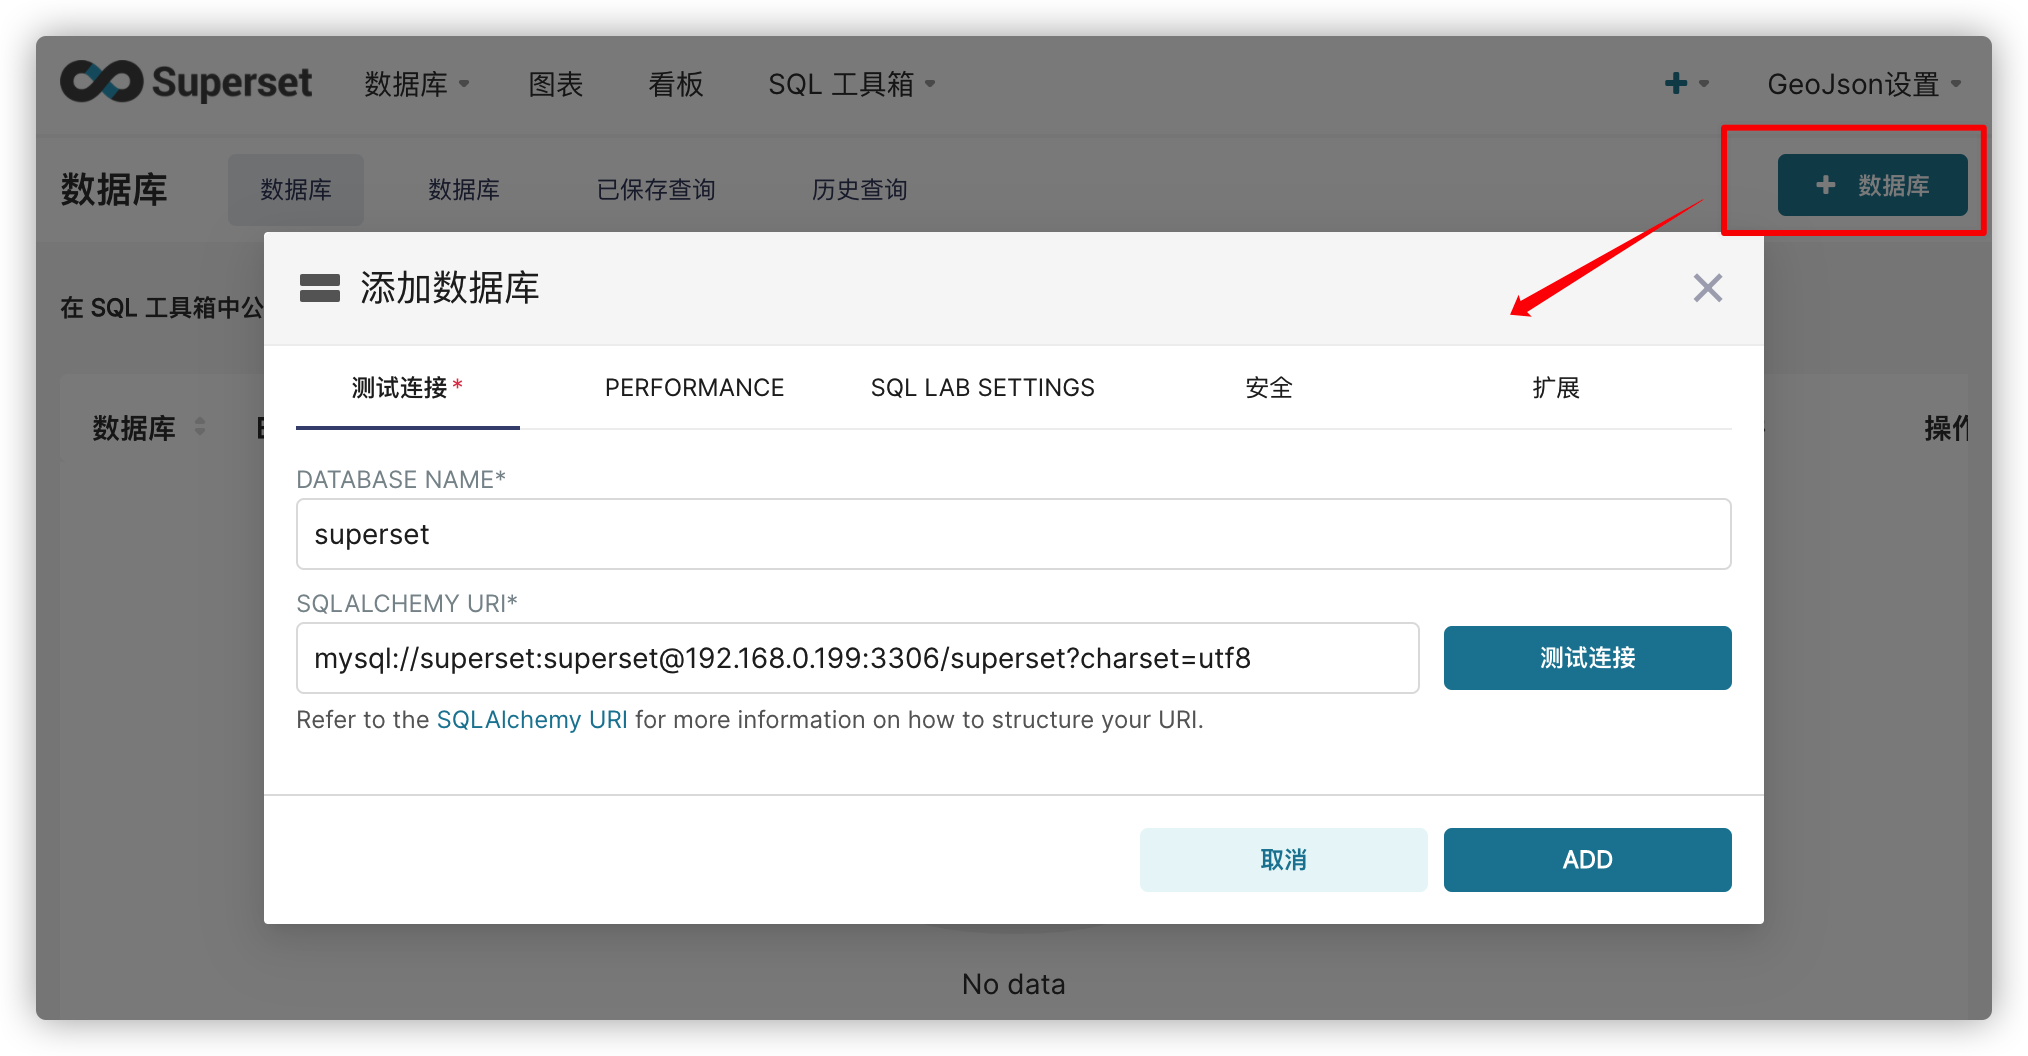 Superset 数据库 图表 看板 SQL 工具箱 + GeoJson设置
数据库 数据库 数据库 已保存查询 历史查询 + 数据库
在 SQL 工具箱中公
添加数据库
数据库 操作
测试连接* PERFORMANCE SQL LAB SETTINGS 安全 扩展
DATABASE NAME*
superset
SQLALCHEMY URI*
mysql://superset:superset@192.168.0.199:3306/superset?charset=utf8 测试连接
Refer to the SQLAlchemy URI for more information on how to structure your URI.
取消 ADD
No data